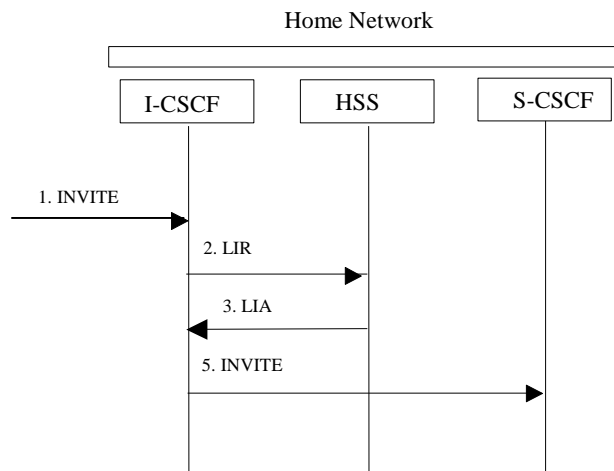 Home Network
I-CSCF
HSS
S-CSCF
1. INVITE
2. LIR
3. LIA
5. INVITE